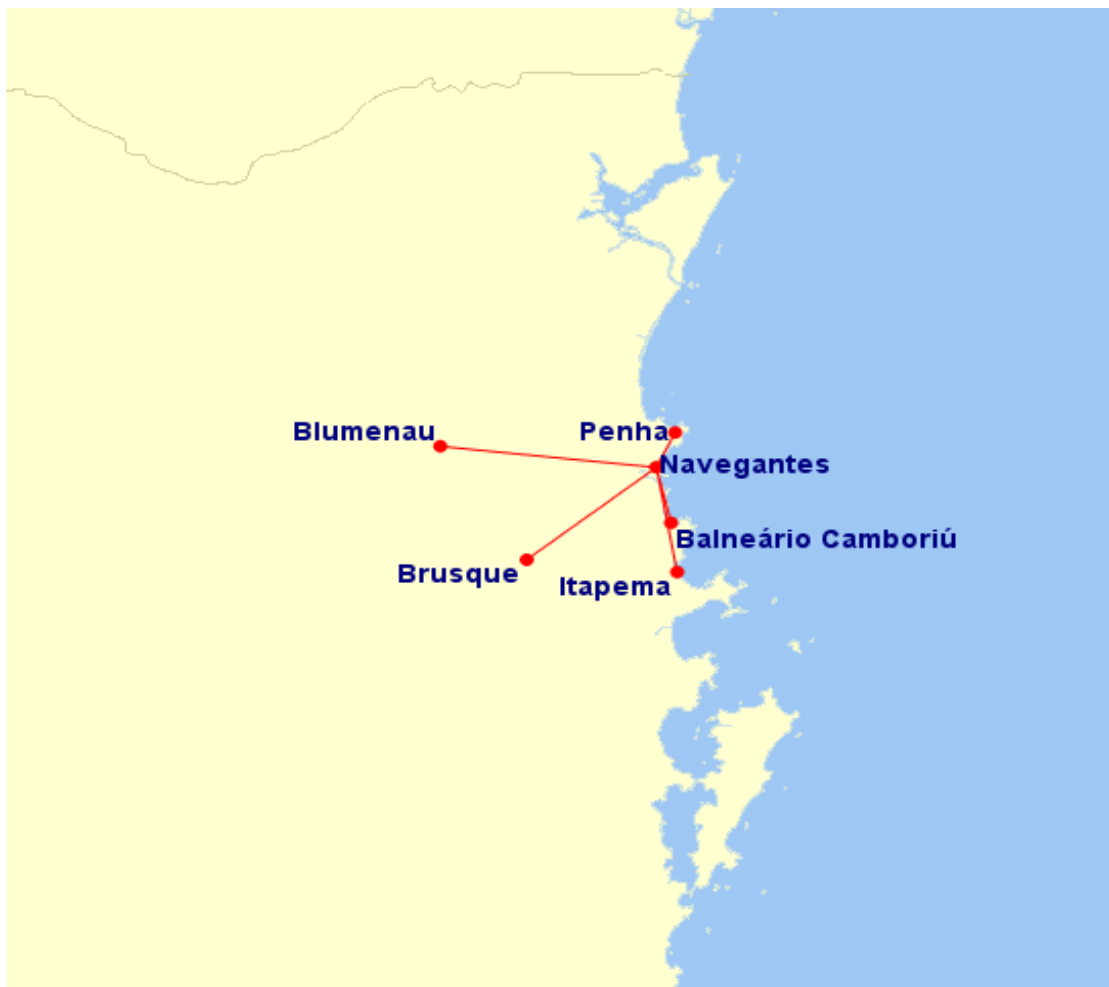 Blumenau
Penha
Navegantes
Balneário Camboriú
Brusque
Itapema